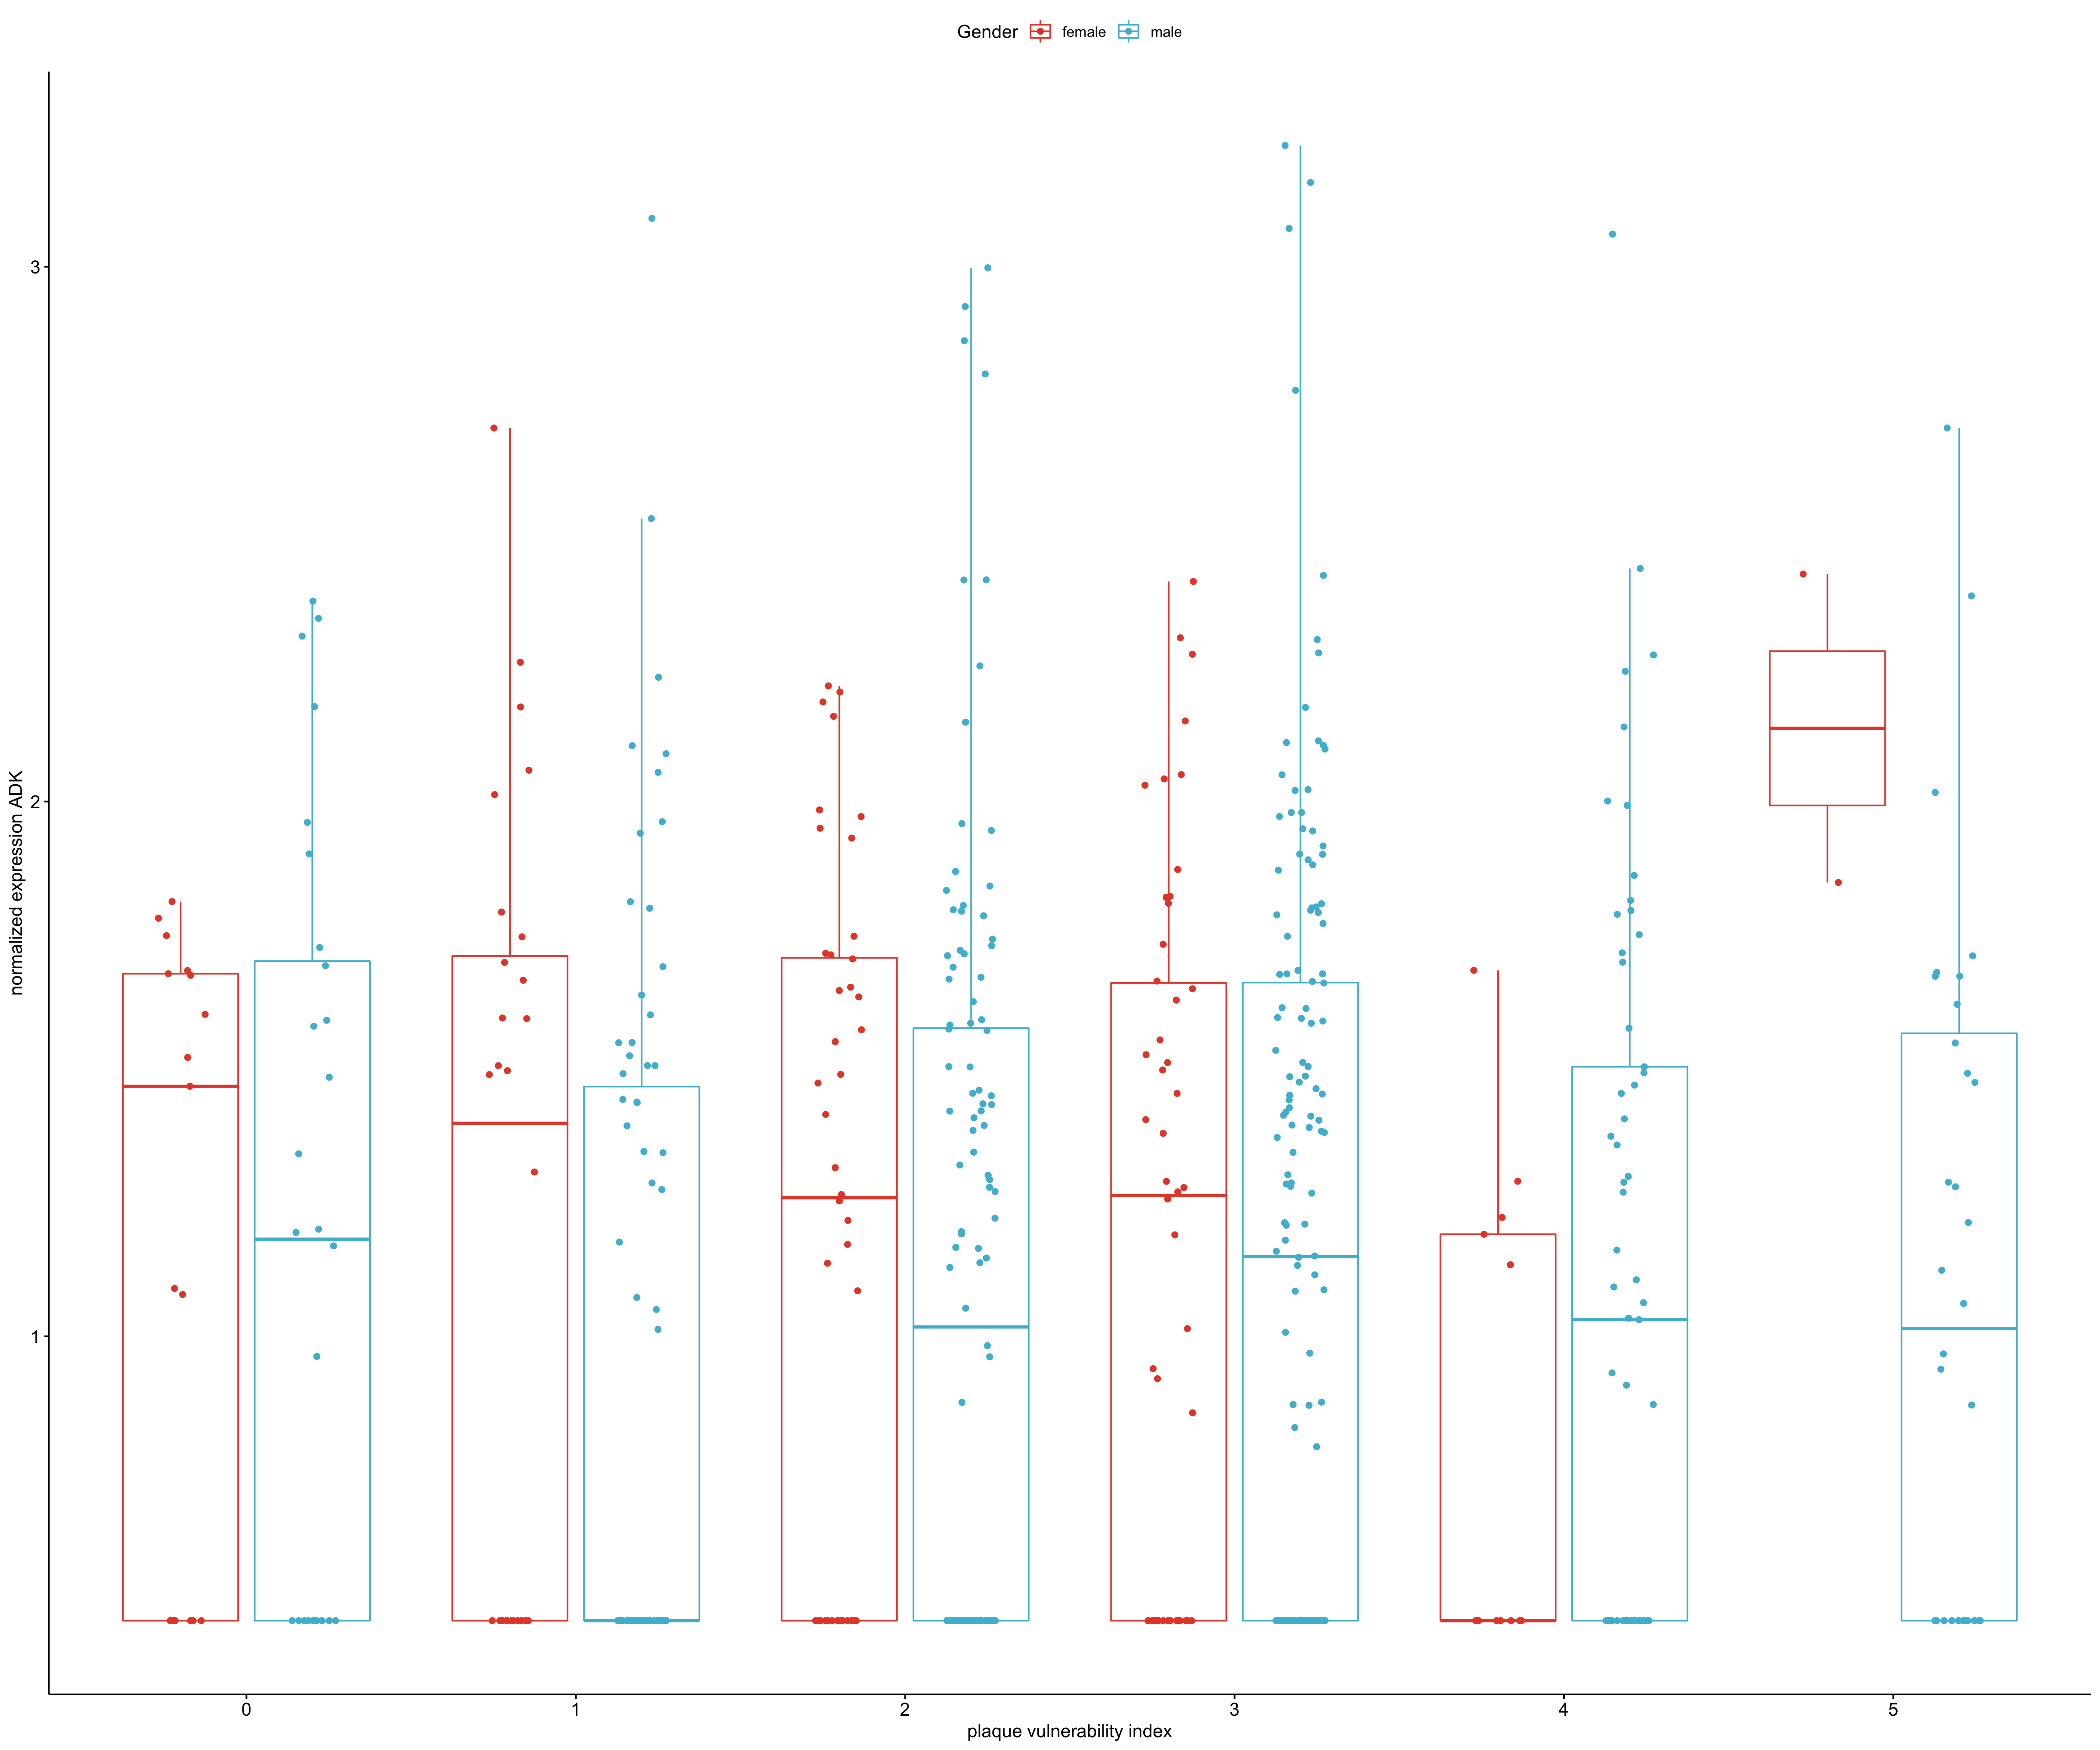 Gender female male
normalized expression ADK
3
2
1
0 1 2 3 4 5
plaque vulnerability index